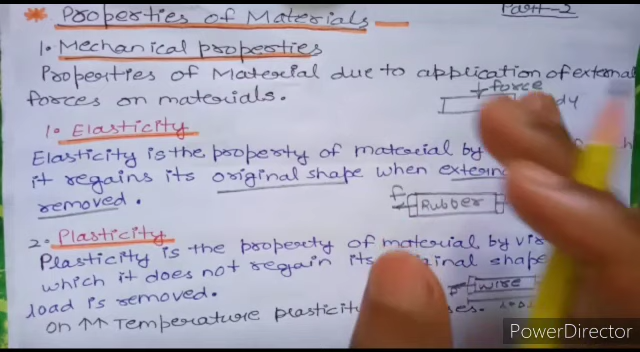 * Properties of Materials
Part-2
1. Mechanical properties
Properties of Material due to application of external
forces on materials.
force
1. Elasticity
Elasticity is the property of material by
it regains its original shape when extern
removed.
F
Rubber
2. Plasticity
Plasticity is the property of material by vir
which it does not regain its original shape
load is removed.
wire
on ↑↑ Temperature plasticity
PowerDirector